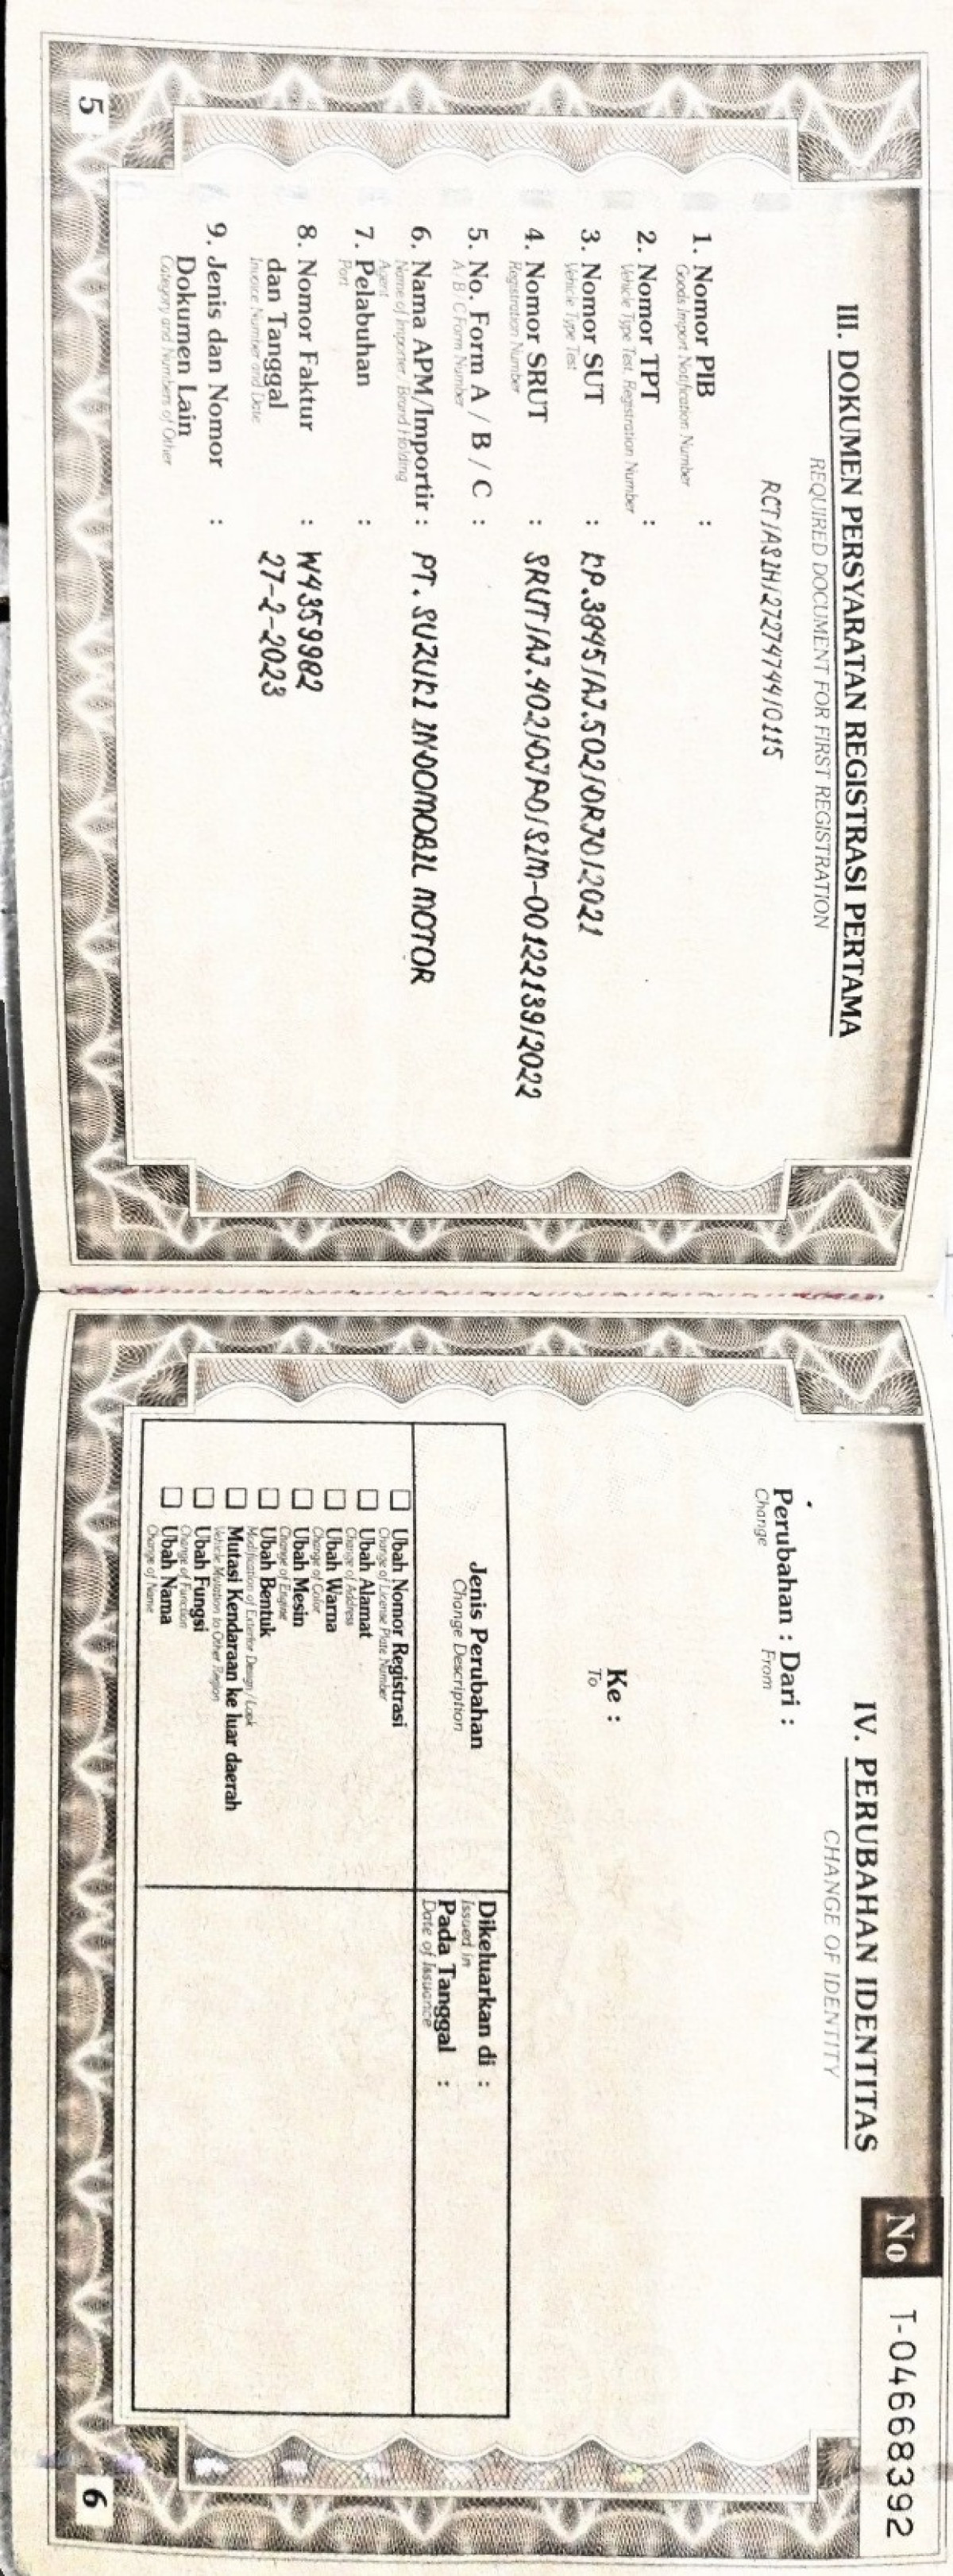 III. DOKUMEN PERSYARATAN REGISTRASI PERTAMA
REQUIRED DOCUMENT FOR FIRST REGISTRATION
RCT/ASIH/2727474410115
1. Nomor PIB :
Goods Import Notification Number
2. Nomor TPT :
Vehicle Type Test Registration Number
3. Nomor SUT : KP.3845/AJ.502/DRJD/2021
Vehicle Type Test
4. Nomor SRUT : SRUT/AJ.402/DJPD/SIM-00122139/2022
Registration Number
5. No. Form A / B / C :
A / B / C Form Number
6. Nama APM/Importir : PT. SUZUKI INDOMOBIL MOTOR
Name of Importer/Brand Holding
Agent
7. Pelabuhan :
Port
8. Nomor Faktur : W4359982
dan Tanggal 27-2-2023
Invoice Number and Date
9. Jenis dan Nomor :
Dokumen Lain
Category and Numbers of Other
5
No T-04668392
IV. PERUBAHAN IDENTITAS
CHANGE OF IDENTITY
Perubahan : Dari :
Change From
Ke :
To
Jenis Perubahan
Change Description
Dikeluarkan di :
Issued in
Pada Tanggal :
Date of Issuance
☐ Ubah Nomor Registrasi
Change of License Plate Number
☐ Ubah Alamat
Change of Address
☐ Ubah Warna
Change of Color
☐ Ubah Mesin
Change of Engine
☐ Ubah Bentuk
Modification of Exterior Design / Look
☐ Mutasi Kendaraan ke luar daerah
Vehicle Mutation to Other Region
☐ Ubah Fungsi
Change of Function
☐ Ubah Nama
Change of Name
6